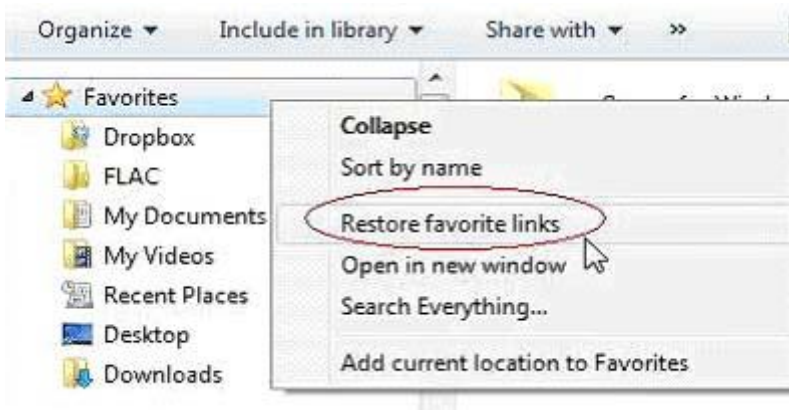 Organize Include in library Share with »
Favorites
Dropbox
FLAC
My Documents
My Videos
Recent Places
Desktop
Downloads
Collapse
Sort by name
Restore favorite links
Open in new window
Search Everything...
Add current location to Favorites